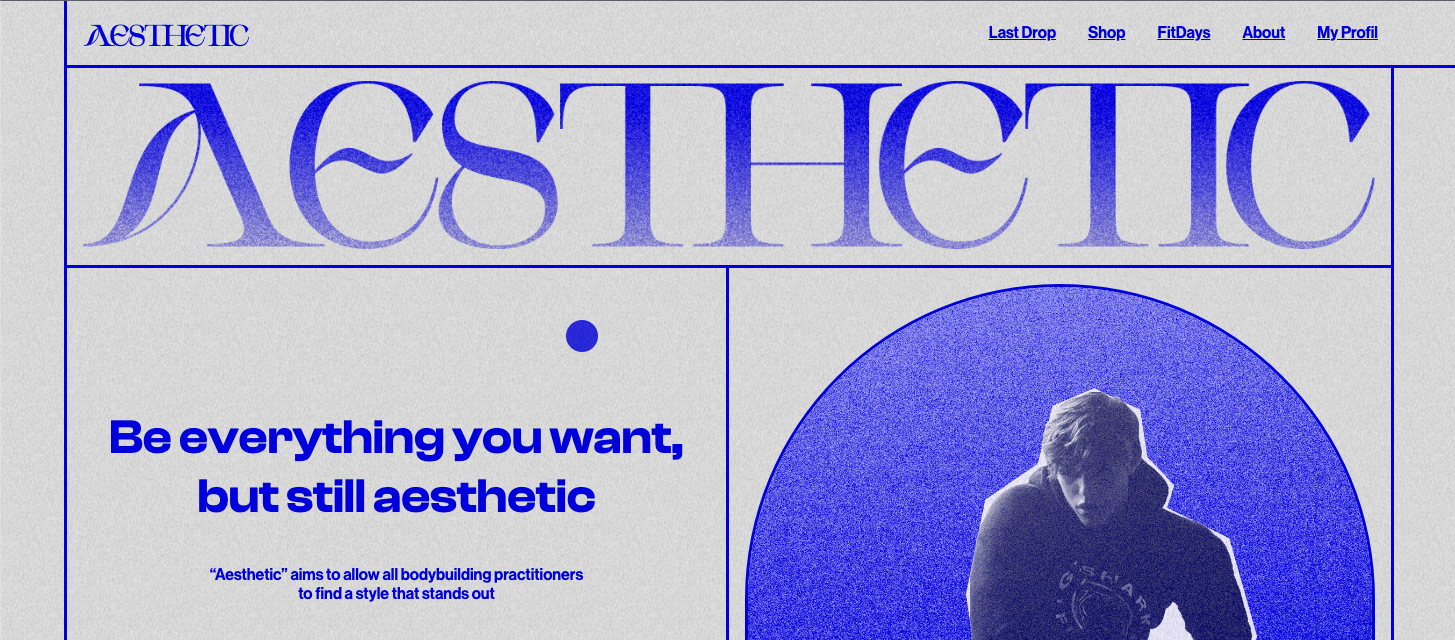 AESTHETIC
Last Drop Shop FitDays About My Profil
AESTHETIC
Be everything you want,
but still aesthetic
“Aesthetic” aims to allow all bodybuilding practitioners
to find a style that stands out